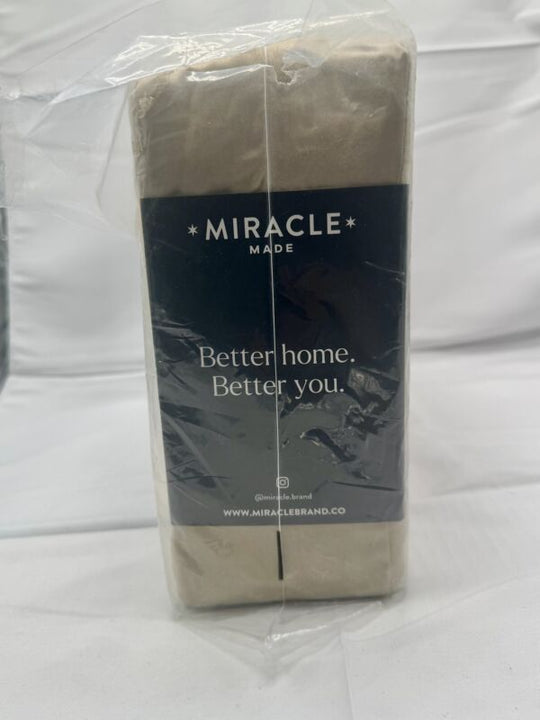 *MIRACLE*
MADE
Better home.
Better you.
@miracle.brand
WWW.MIRACLEBRAND.CO